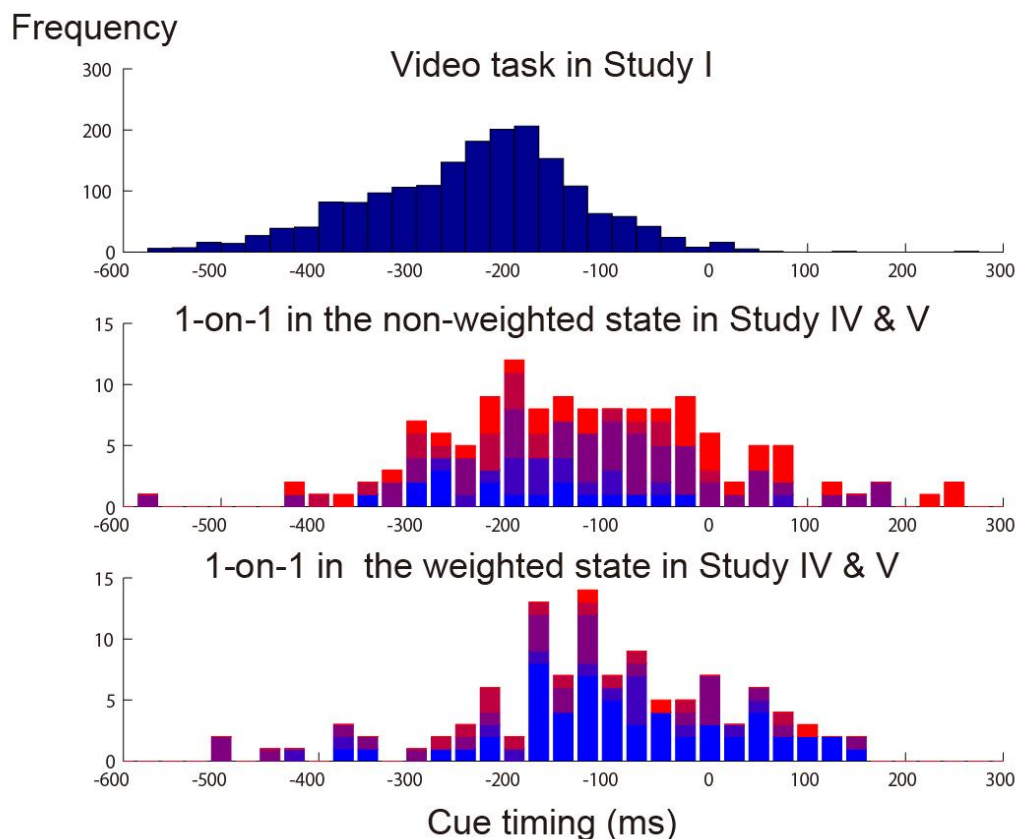 Frequency
Video task in Study I
300
200
100
0
-600 -500 -400 -300 -200 -100 0 100 200 300
1-on-1 in the non-weighted state in Study IV & V
15
10
5
0
-600 -500 -400 -300 -200 -100 0 100 200 300
1-on-1 in the weighted state in Study IV & V
15
10
5
0
-600 -500 -400 -300 -200 -100 0 100 200 300
Cue timing (ms)